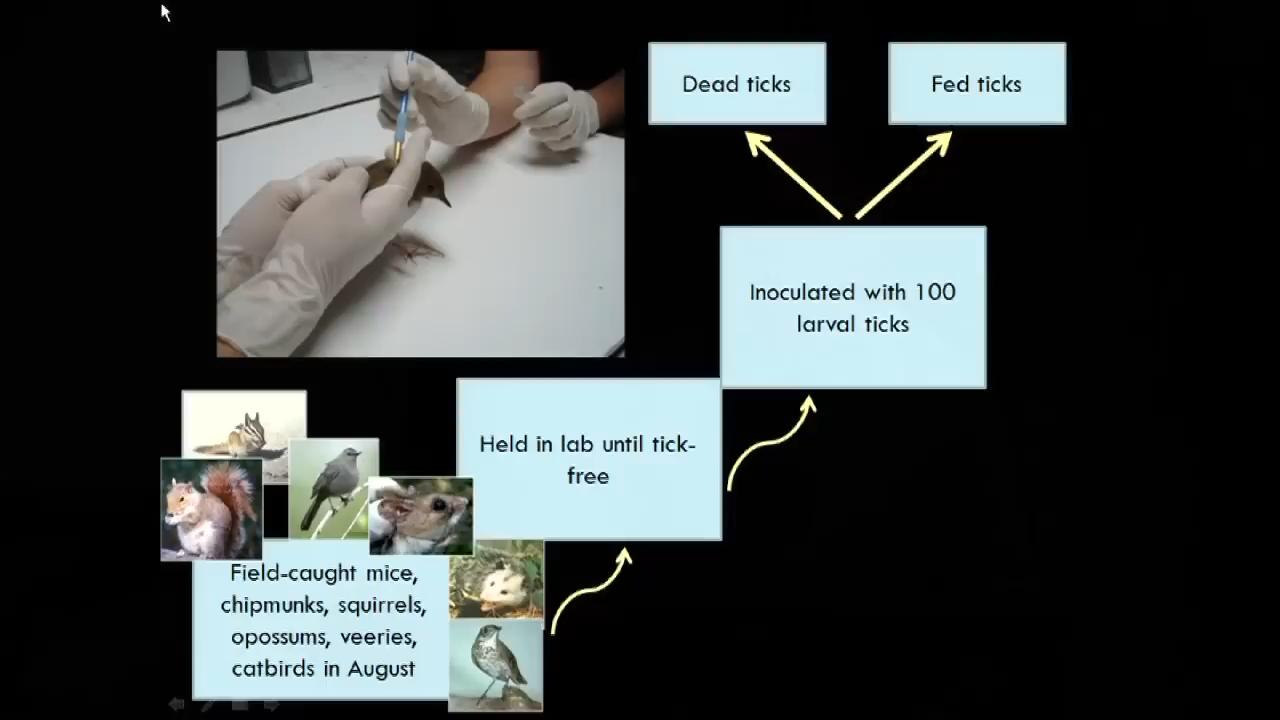 Dead ticks
Fed ticks
Inoculated with 100
larval ticks
Held in lab until tick-
free
Field-caught mice,
chipmunks, squirrels,
opossums, veeries,
catbirds in August